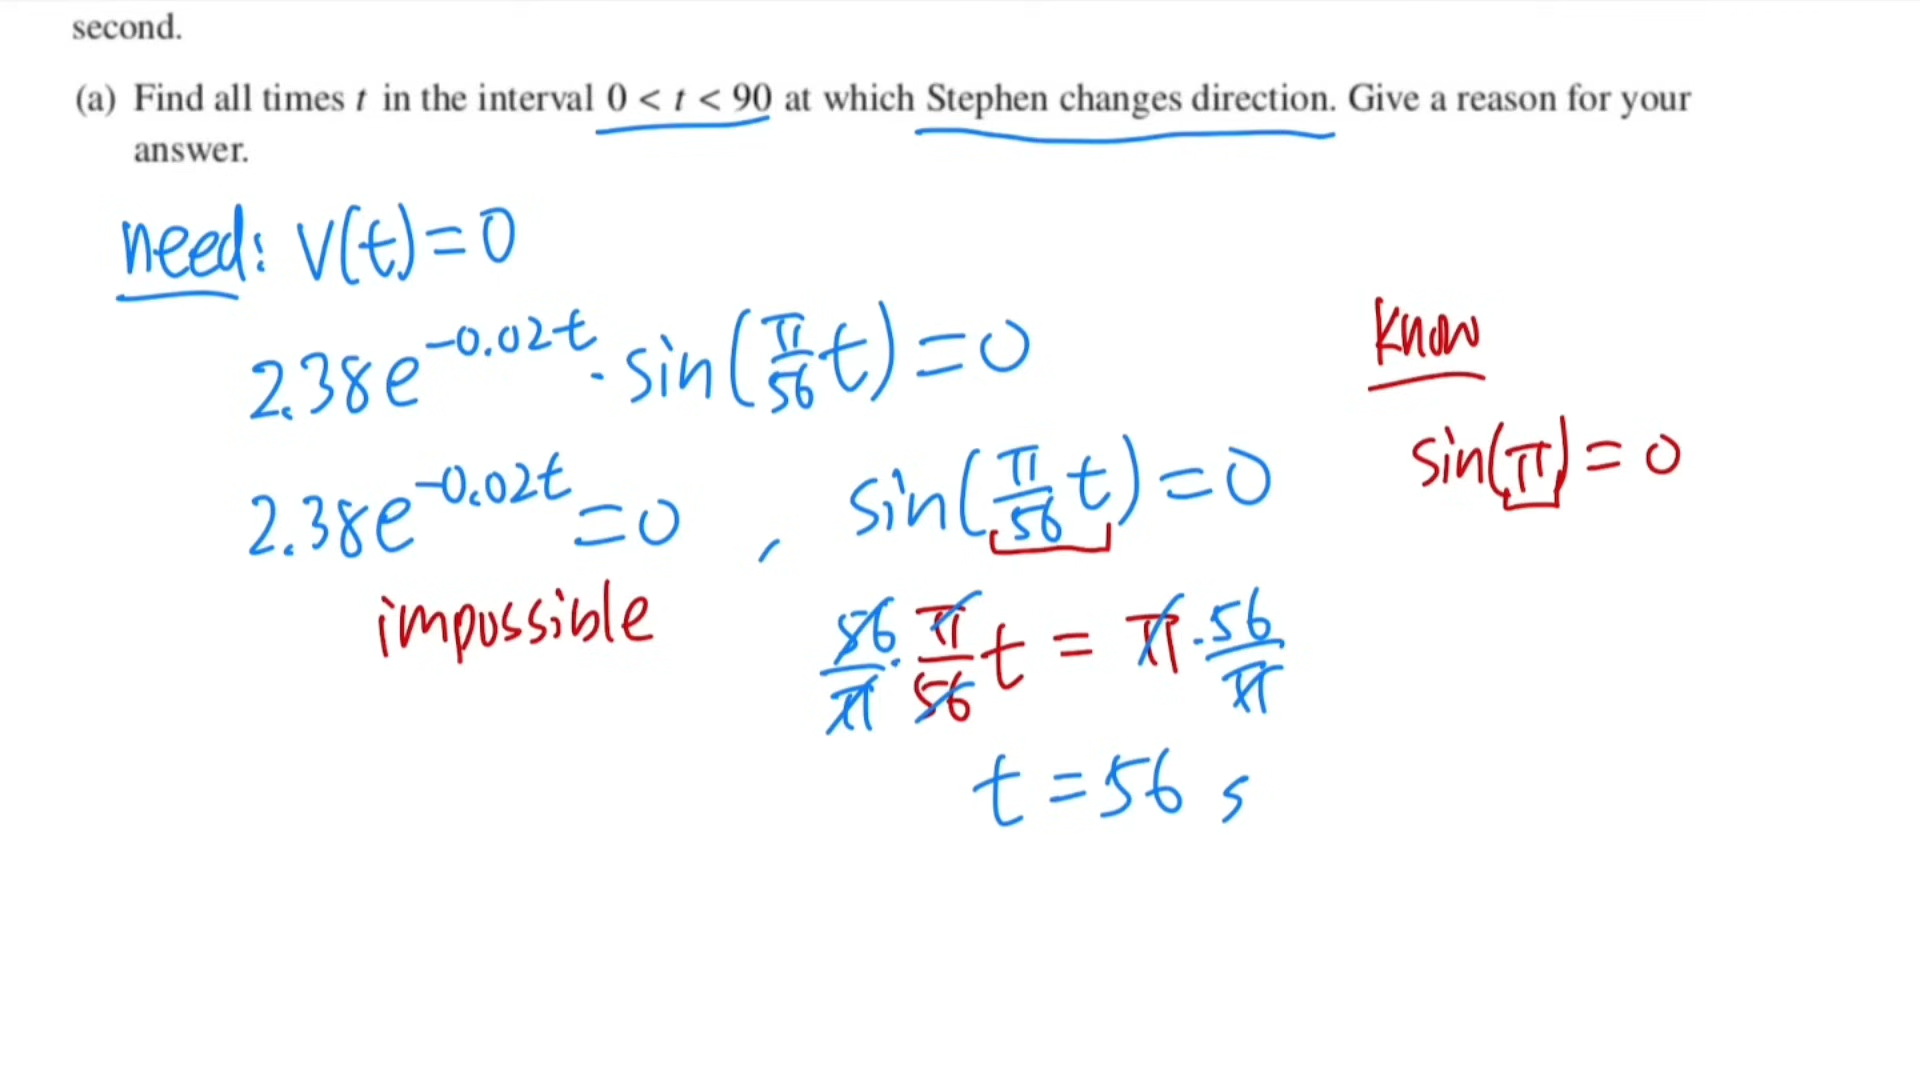 second.
(a) Find all times t in the interval 0 < t < 90 at which Stephen changes direction. Give a reason for your
answer.
need: v(t)=0
2.38e^{-0.02t} · sin(π/56 t) = 0
Know
2.38e^{-0.02t} = 0 , sin(π/56 t) = 0
sin(π) = 0
impossible
56/π · π/56 t = π · 56/π
t = 56 s